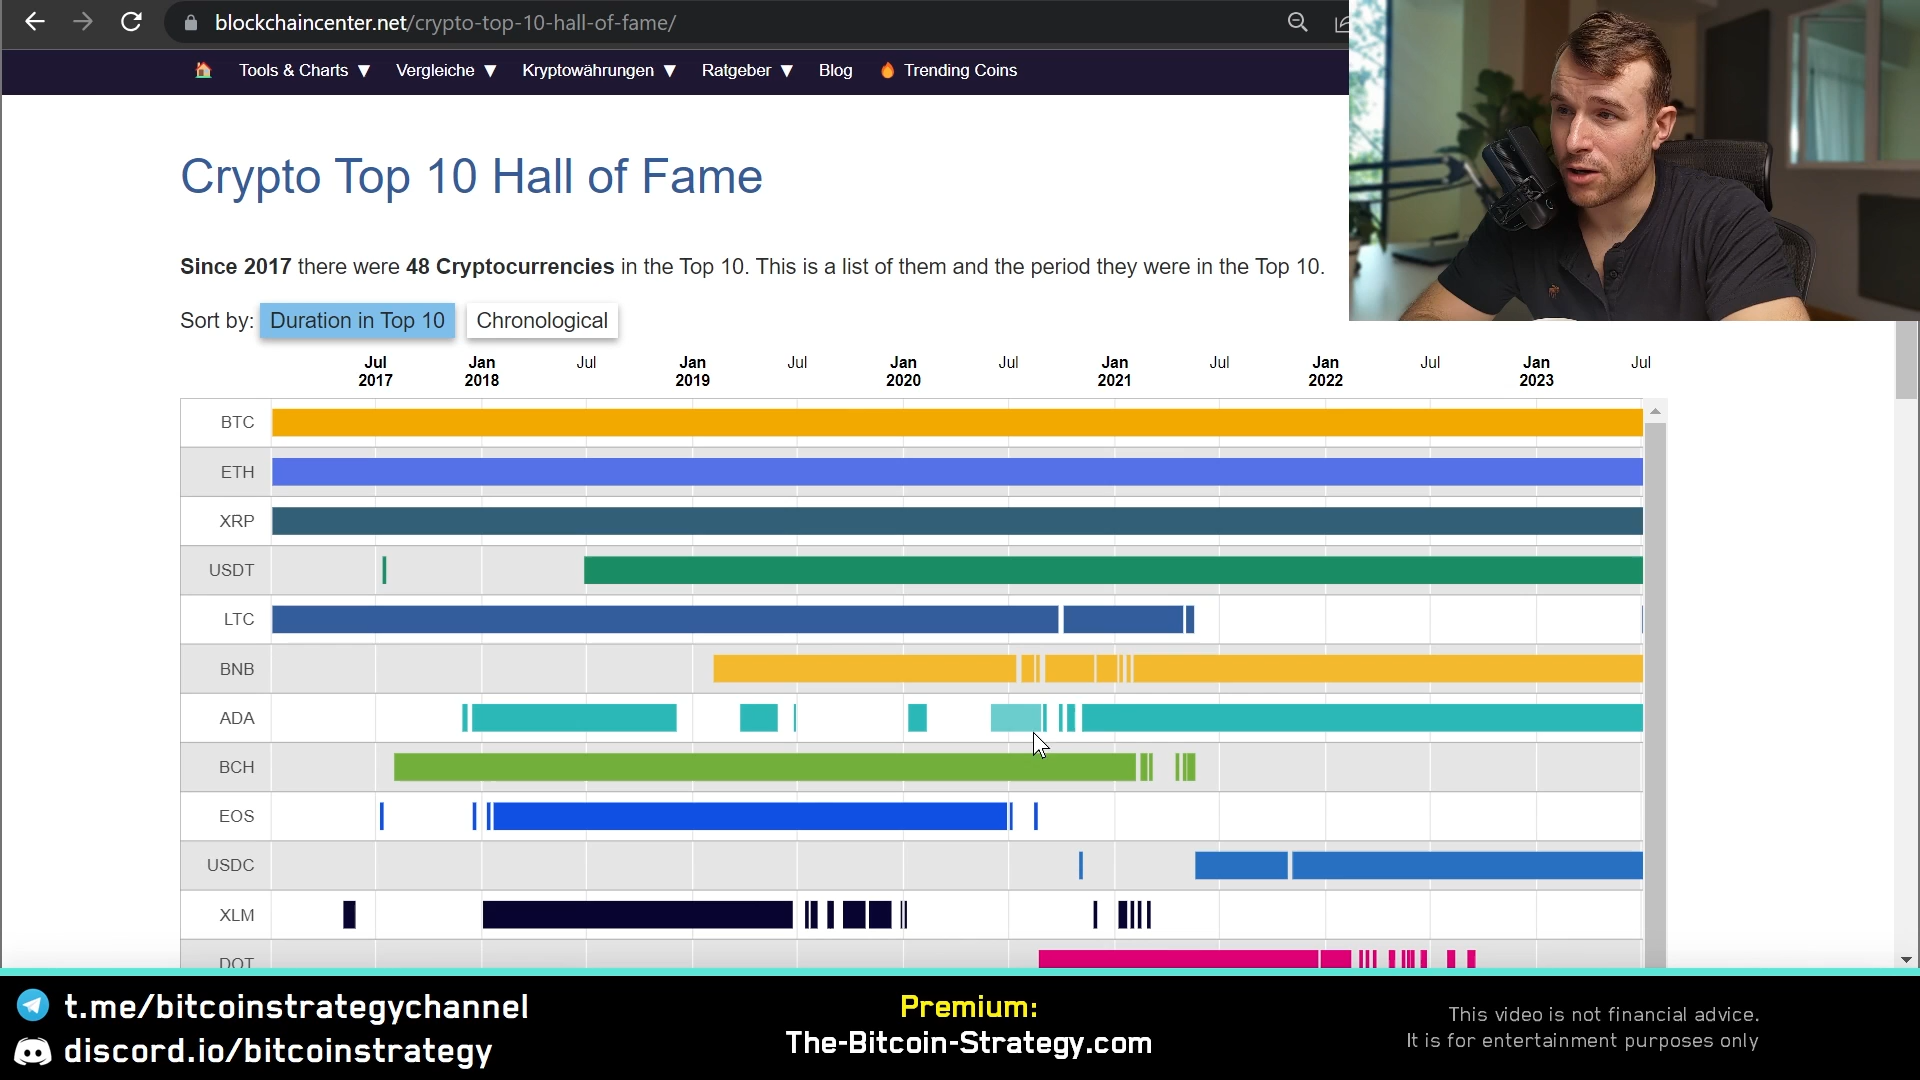 blockchaincenter.net/crypto-top-10-hall-of-fame/
Tools & Charts ▼ Vergleiche ▼ Kryptowährungen ▼ Ratgeber ▼ Blog Trending Coins
Crypto Top 10 Hall of Fame
Since 2017 there were 48 Cryptocurrencies in the Top 10. This is a list of them and the period they were in the Top 10.
Sort by: Duration in Top 10 Chronological
Jul Jan Jul Jan Jul Jan Jul Jan Jul Jan Jul Jan Jul
2017 2018 2019 2020 2021 2022 2023
BTC
ETH
XRP
USDT
LTC
BNB
ADA
BCH
EOS
USDC
XLM
DOT
t.me/bitcoinstrategychannel
discord.io/bitcoinstrategy
Premium:
The-Bitcoin-Strategy.com
This video is not financial advice.
It is for entertainment purposes only